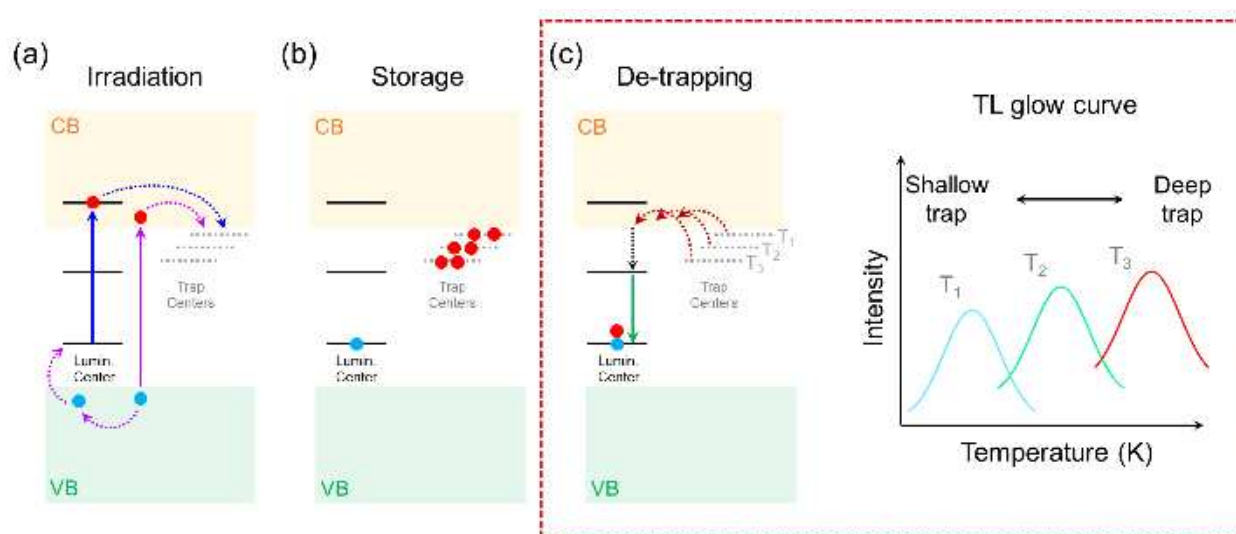 (a)
Irradiation
CB
Trap
Centers
Lumin.
Center
VB
(b)
Storage
CB
Trap
Centers
Lumin.
Center
VB
(c)
De-trapping
CB
T1
T2
T3
Trap
Centers
Lumin.
Center
VB
TL glow curve
Shallow
trap
Deep
trap
T1
T2
T3
Intensity
Temperature (K)